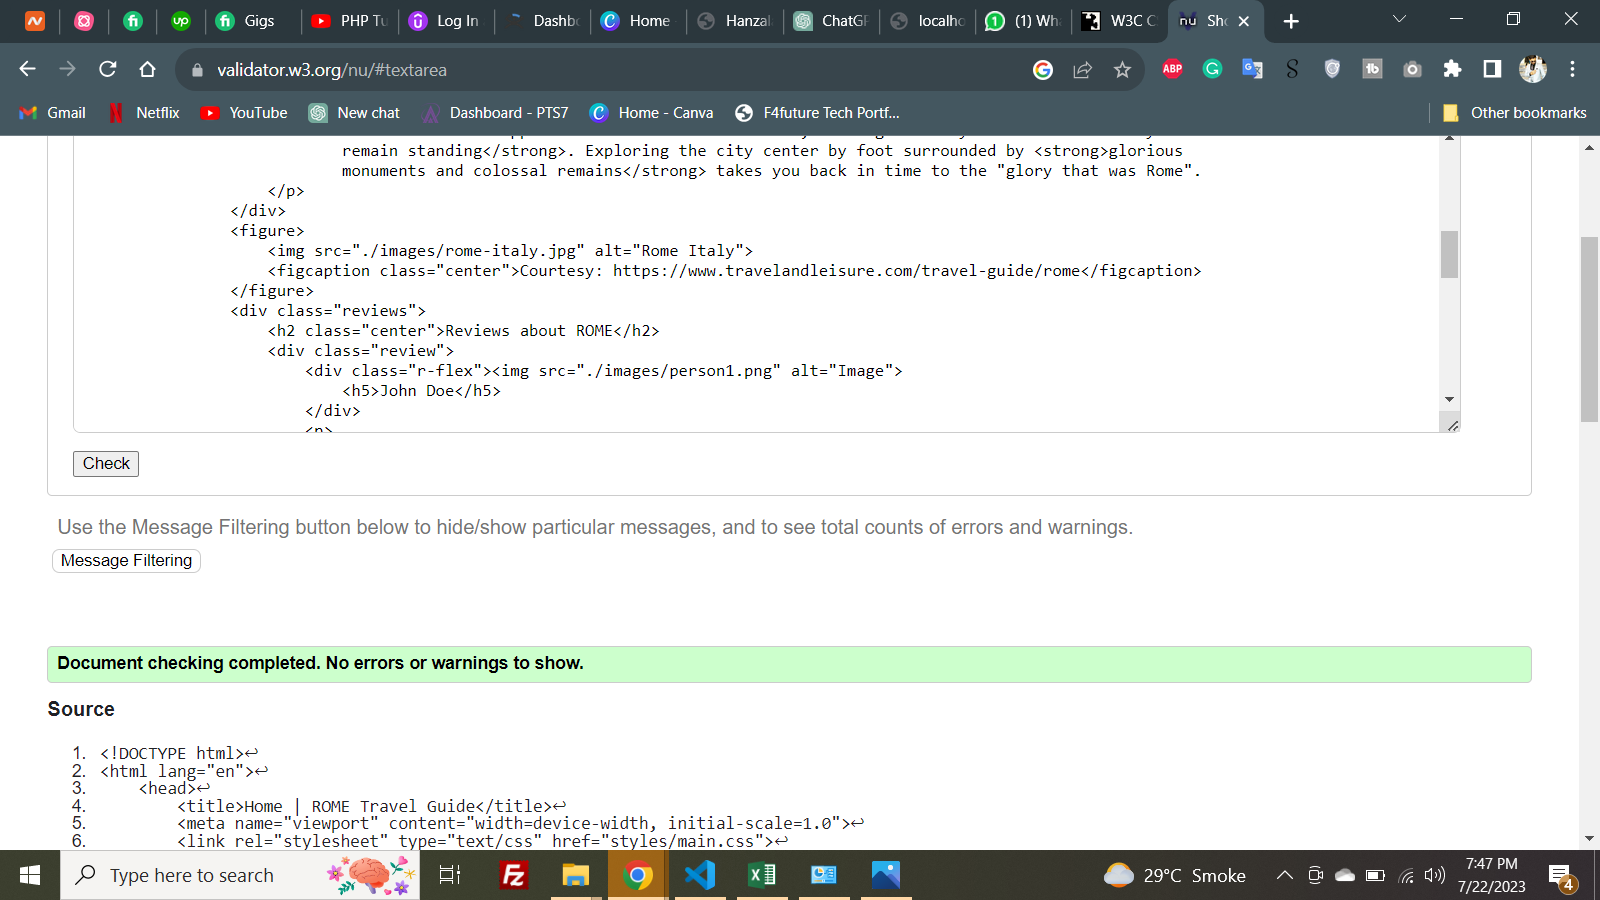 Gigs
PHP Tu
Log In
Dashbo
Home
Hanzal
ChatGP
localho
(1) Wha
W3C C
Sho
validator.w3.org/nu/#textarea
Gmail
Netflix
YouTube
New chat
Dashboard - PTS7
Home - Canva
F4future Tech Portf...
Other bookmarks
remain standing</strong>. Exploring the city center by foot surrounded by <strong>glorious
monuments and colossal remains</strong> takes you back in time to the "glory that was Rome".
</p>
</div>
<figure>
<img src="./images/rome-italy.jpg" alt="Rome Italy">
<figcaption class="center">Courtesy: https://www.travelandleisure.com/travel-guide/rome</figcaption>
</figure>
<div class="reviews">
<h2 class="center">Reviews about ROME</h2>
<div class="review">
<div class="r-flex"><img src="./images/person1.png" alt="Image">
<h5>John Doe</h5>
</div>
<p>
Check
Use the Message Filtering button below to hide/show particular messages, and to see total counts of errors and warnings.
Message Filtering
Document checking completed. No errors or warnings to show.
Source
1. <!DOCTYPE html>↩
2. <html lang="en">↩
3. <head>↩
4. <title>Home | ROME Travel Guide</title>↩
5. <meta name="viewport" content="width=device-width, initial-scale=1.0">↩
6. <link rel="stylesheet" type="text/css" href="styles/main.css">↩
Type here to search
29°C Smoke
7:47 PM
7/22/2023
4